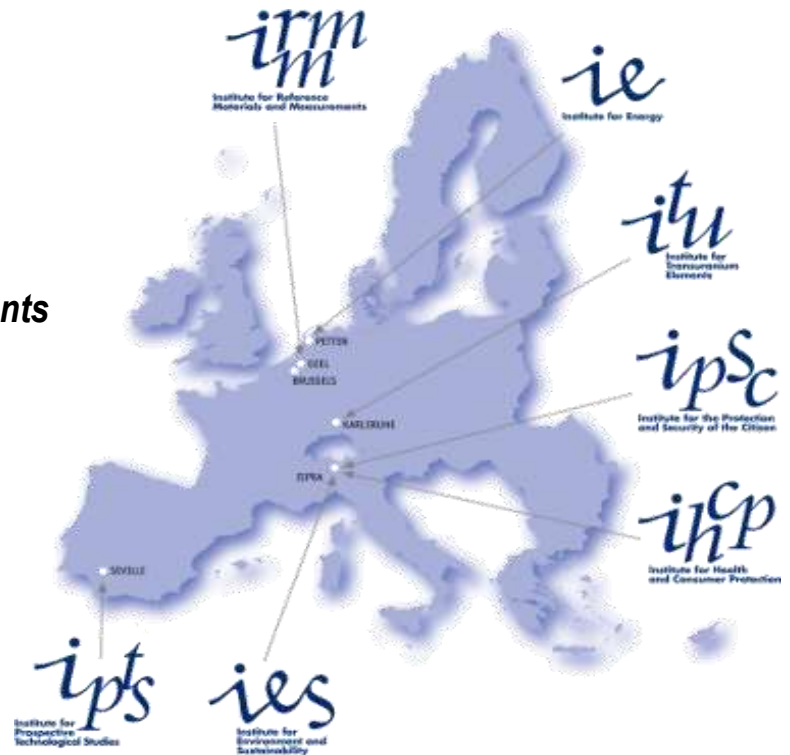 irmm
Institute for Reference
Materials and Measurements
ie
Institute for Energy
itu
Institute for
Transuranium
Elements
nts
PETTEN
GEEL
BRUSSELS
ipsc
Institute for the Protection
and Security of the Citizen
KARLSRUHE
ISPRA
ihcp
Institute for Health
and Consumer Protection
SEVILLE
ipts
Institute for
Prospective
Technological Studies
ies
Institute for
Environment and
Sustainability